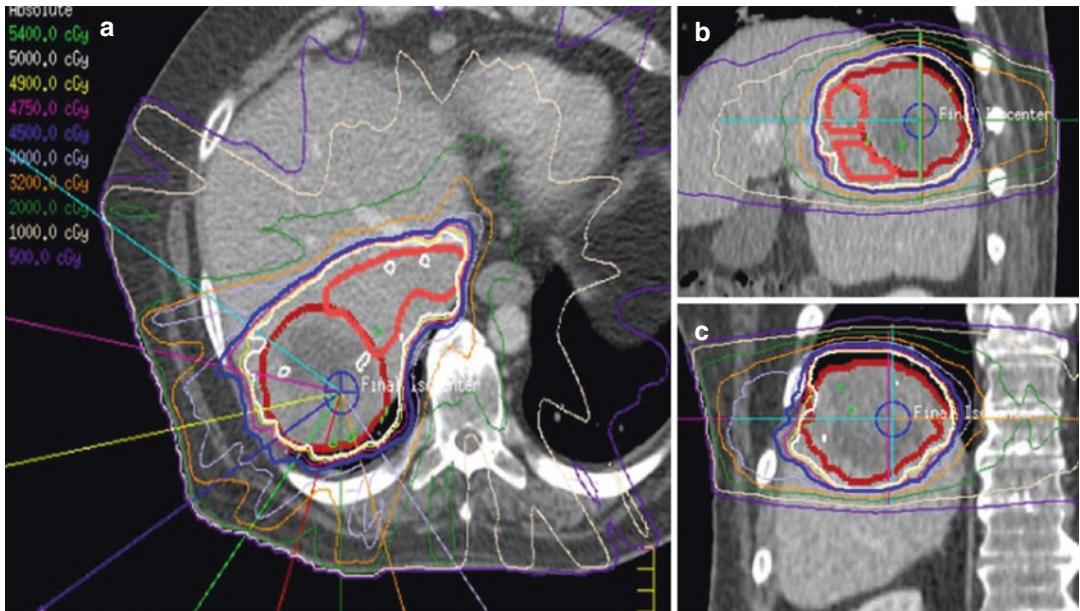 Absolute
5400.0 cGy
5000.0 cGy
4900.0 cGy
4750.0 cGy
4500.0 cGy
4000.0 cGy
3200.0 cGy
2000.0 cGy
1000.0 cGy
500.0 cGy
a
Final Isocenter
b
Final Isocenter
c
Final Isocenter